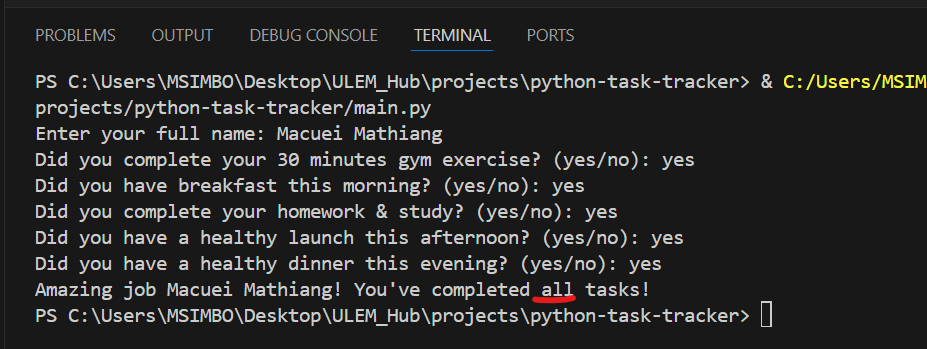 PROBLEMS OUTPUT DEBUG CONSOLE TERMINAL PORTS
PS C:\Users\MSIMBO\Desktop\ULEM_Hub\projects\python-task-tracker> & C:/Users/MSIM
projects/python-task-tracker/main.py
Enter your full name: Macuei Mathiang
Did you complete your 30 minutes gym exercise? (yes/no): yes
Did you have breakfast this morning? (yes/no): yes
Did you complete your homework & study? (yes/no): yes
Did you have a healthy launch this afternoon? (yes/no): yes
Did you have a healthy dinner this evening? (yes/no): yes
Amazing job Macuei Mathiang! You've completed all tasks!
PS C:\Users\MSIMBO\Desktop\ULEM_Hub\projects\python-task-tracker>